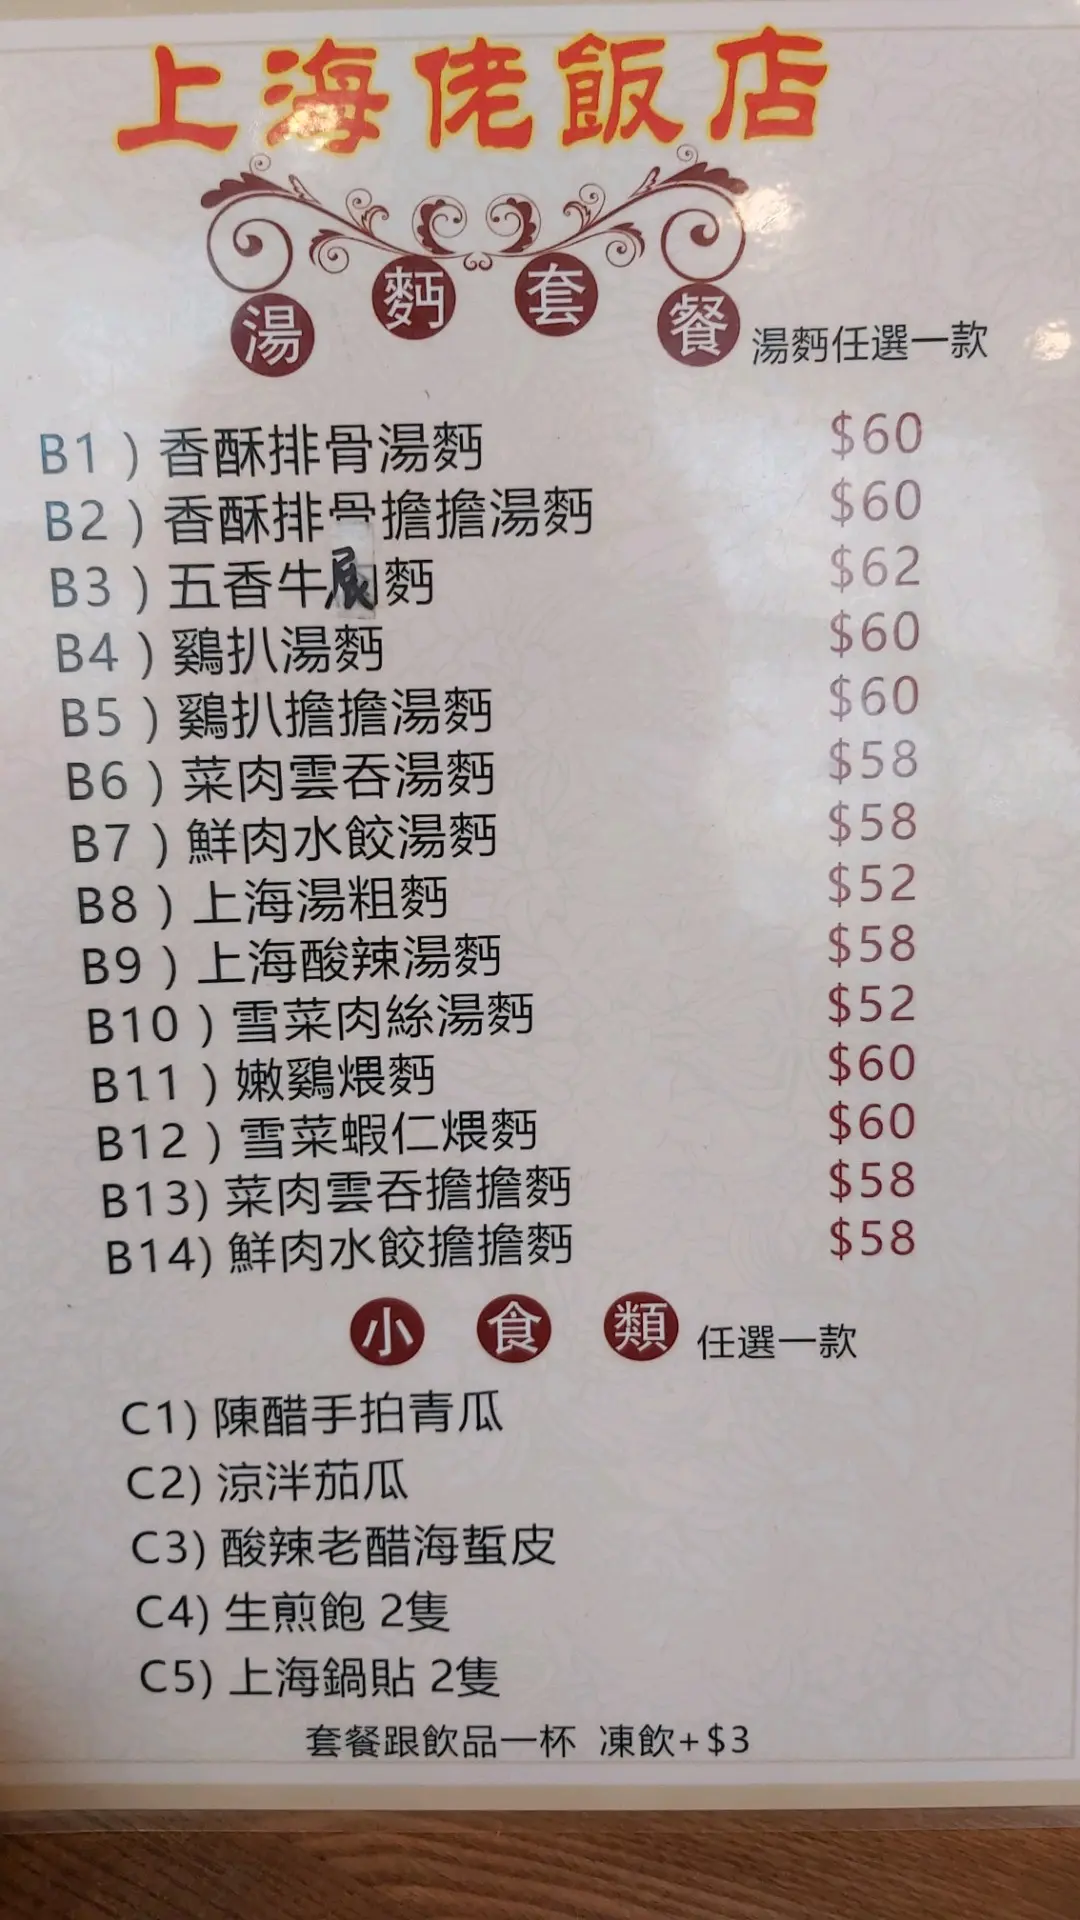 上海佬飯店
湯麪套餐 湯麪任選一款
B1）香酥排骨湯麪 $60
B2）香酥排骨擔擔湯麪 $60
B3）五香牛展麪 $62
B4）鷄扒湯麪 $60
B5）鷄扒擔擔湯麪 $60
B6）菜肉雲吞湯麪 $58
B7）鮮肉水餃湯麪 $58
B8）上海湯粗麪 $52
B9）上海酸辣湯麪 $58
B10）雪菜肉絲湯麪 $52
B11）嫩鷄煨麪 $60
B12）雪菜蝦仁煨麪 $60
B13) 菜肉雲吞擔擔麪 $58
B14) 鮮肉水餃擔擔麪 $58
小食類 任選一款
C1) 陳醋手拍青瓜
C2) 涼泮茄瓜
C3) 酸辣老醋海蜇皮
C4) 生煎飽 2隻
C5) 上海鍋貼 2隻
套餐跟飲品一杯 凍飲+$3